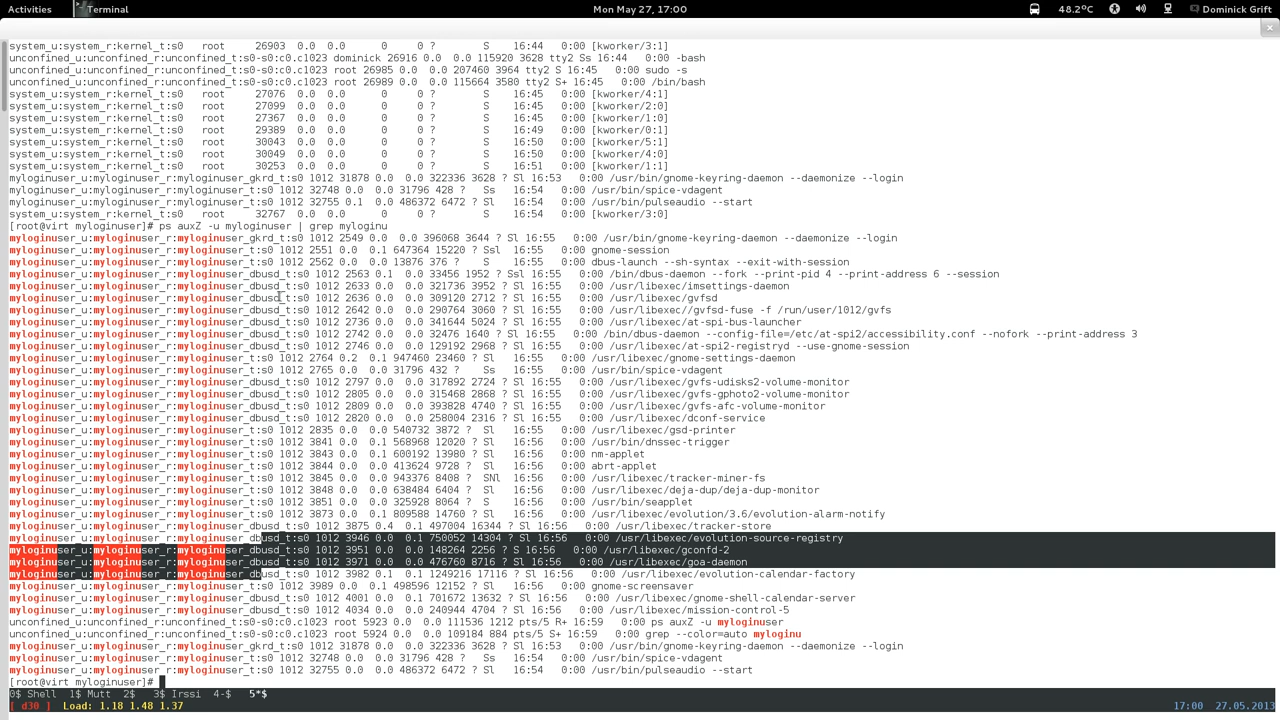 Activities Terminal Mon May 27, 17:00 48.2°C Dominick Grift
system_u:system_r:kernel_t:s0 root 26903 0.0 0.0 0 0 ? S 16:44 0:00 [kworker/3:1]
unconfined_u:unconfined_r:unconfined_t:s0-s0:c0.c1023 dominick 26916 0.0 0.0 115920 3628 tty2 Ss 16:44 0:00 -bash
unconfined_u:unconfined_r:unconfined_t:s0-s0:c0.c1023 root 26985 0.0 0.0 207460 3964 tty2 S 16:45 0:00 sudo -s
unconfined_u:unconfined_r:unconfined_t:s0-s0:c0.c1023 root 26989 0.0 0.0 115664 3580 tty2 S+ 16:45 0:00 /bin/bash
system_u:system_r:kernel_t:s0 root 27076 0.0 0.0 0 0 ? S 16:45 0:00 [kworker/4:1]
system_u:system_r:kernel_t:s0 root 27099 0.0 0.0 0 0 ? S 16:45 0:00 [kworker/2:0]
system_u:system_r:kernel_t:s0 root 27367 0.0 0.0 0 0 ? S 16:45 0:00 [kworker/1:0]
system_u:system_r:kernel_t:s0 root 29389 0.0 0.0 0 0 ? S 16:49 0:00 [kworker/0:1]
system_u:system_r:kernel_t:s0 root 30043 0.0 0.0 0 0 ? S 16:50 0:00 [kworker/5:1]
system_u:system_r:kernel_t:s0 root 30049 0.0 0.0 0 0 ? S 16:50 0:00 [kworker/4:0]
system_u:system_r:kernel_t:s0 root 30253 0.0 0.0 0 0 ? S 16:51 0:00 [kworker/1:1]
myloginuser_u:myloginuser_r:myloginuser_gkrd_t:s0 1012 31878 0.0 0.0 322336 3628 ? Sl 16:53 0:00 /usr/bin/gnome-keyring-daemon --daemonize --login
myloginuser_u:myloginuser_r:myloginuser_t:s0 1012 32748 0.0 0.0 31796 428 ? Ss 16:54 0:00 /usr/bin/spice-vdagent
myloginuser_u:myloginuser_r:myloginuser_t:s0 1012 32755 0.1 0.0 486372 6472 ? Sl 16:54 0:00 /usr/bin/pulseaudio --start
system_u:system_r:kernel_t:s0 root 32767 0.0 0.0 0 0 ? S 16:54 0:00 [kworker/3:0]
[root@virt myloginuser]# ps auxZ -u myloginuser | grep myloginu
myloginuser_u:myloginuser_r:myloginuser_gkrd_t:s0 1012 2549 0.0 0.0 396068 3644 ? Sl 16:55 0:00 /usr/bin/gnome-keyring-daemon --daemonize --login
myloginuser_u:myloginuser_r:myloginuser_t:s0 1012 2551 0.0 0.1 647364 15220 ? Ssl 16:55 0:00 gnome-session
myloginuser_u:myloginuser_r:myloginuser_t:s0 1012 2562 0.0 0.0 13876 376 ? S 16:55 0:00 dbus-launch --sh-syntax --exit-with-session
myloginuser_u:myloginuser_r:myloginuser_dbusd_t:s0 1012 2563 0.1 0.0 33456 1952 ? Ssl 16:55 0:00 /bin/dbus-daemon --fork --print-pid 4 --print-address 6 --session
myloginuser_u:myloginuser_r:myloginuser_dbusd_t:s0 1012 2633 0.0 0.0 321736 3952 ? Sl 16:55 0:00 /usr/libexec/imsettings-daemon
myloginuser_u:myloginuser_r:myloginuser_dbusd_t:s0 1012 2636 0.0 0.0 309120 2712 ? Sl 16:55 0:00 /usr/libexec/gvfsd
myloginuser_u:myloginuser_r:myloginuser_dbusd_t:s0 1012 2642 0.0 0.0 290764 3060 ? Sl 16:55 0:00 /usr/libexec//gvfsd-fuse -f /run/user/1012/gvfs
myloginuser_u:myloginuser_r:myloginuser_dbusd_t:s0 1012 2736 0.0 0.0 341644 5024 ? Sl 16:55 0:00 /usr/libexec/at-spi-bus-launcher
myloginuser_u:myloginuser_r:myloginuser_dbusd_t:s0 1012 2742 0.0 0.0 32476 1640 ? Sl 16:55 0:00 /bin/dbus-daemon --config-file=/etc/at-spi2/accessibility.conf --nofork --print-address 3
myloginuser_u:myloginuser_r:myloginuser_dbusd_t:s0 1012 2746 0.0 0.0 129192 2968 ? Sl 16:55 0:00 /usr/libexec/at-spi2-registryd --use-gnome-session
myloginuser_u:myloginuser_r:myloginuser_t:s0 1012 2764 0.2 0.1 947460 23460 ? Sl 16:55 0:00 /usr/libexec/gnome-settings-daemon
myloginuser_u:myloginuser_r:myloginuser_t:s0 1012 2765 0.0 0.0 31796 432 ? Ss 16:55 0:00 /usr/bin/spice-vdagent
myloginuser_u:myloginuser_r:myloginuser_dbusd_t:s0 1012 2797 0.0 0.0 317892 2724 ? Sl 16:55 0:00 /usr/libexec/gvfs-udisks2-volume-monitor
myloginuser_u:myloginuser_r:myloginuser_dbusd_t:s0 1012 2805 0.0 0.0 315468 2868 ? Sl 16:55 0:00 /usr/libexec/gvfs-gphoto2-volume-monitor
myloginuser_u:myloginuser_r:myloginuser_dbusd_t:s0 1012 2809 0.0 0.0 393828 4740 ? Sl 16:55 0:00 /usr/libexec/gvfs-afc-volume-monitor
myloginuser_u:myloginuser_r:myloginuser_dbusd_t:s0 1012 2820 0.0 0.0 258004 2316 ? Sl 16:55 0:00 /usr/libexec/dconf-service
myloginuser_u:myloginuser_r:myloginuser_t:s0 1012 2835 0.0 0.0 540732 3872 ? Sl 16:55 0:00 /usr/libexec/gsd-printer
myloginuser_u:myloginuser_r:myloginuser_t:s0 1012 3841 0.0 0.1 568968 12020 ? Sl 16:56 0:00 /usr/bin/dnssec-trigger
myloginuser_u:myloginuser_r:myloginuser_t:s0 1012 3843 0.0 0.1 600192 13980 ? Sl 16:56 0:00 nm-applet
myloginuser_u:myloginuser_r:myloginuser_t:s0 1012 3844 0.0 0.0 413624 9728 ? Sl 16:56 0:00 abrt-applet
myloginuser_u:myloginuser_r:myloginuser_t:s0 1012 3845 0.0 0.0 943376 8408 ? SNl 16:56 0:00 /usr/libexec/tracker-miner-fs
myloginuser_u:myloginuser_r:myloginuser_t:s0 1012 3848 0.0 0.0 638484 6404 ? Sl 16:56 0:00 /usr/libexec/deja-dup/deja-dup-monitor
myloginuser_u:myloginuser_r:myloginuser_t:s0 1012 3851 0.0 0.0 325928 8064 ? S 16:56 0:00 /usr/bin/seapplet
myloginuser_u:myloginuser_r:myloginuser_t:s0 1012 3873 0.0 0.1 809588 14760 ? Sl 16:56 0:00 /usr/libexec/evolution/3.6/evolution-alarm-notify
myloginuser_u:myloginuser_r:myloginuser_dbusd_t:s0 1012 3875 0.4 0.1 497004 16344 ? Sl 16:56 0:00 /usr/libexec/tracker-store
myloginuser_u:myloginuser_r:myloginuser_dbusd_t:s0 1012 3946 0.0 0.1 750052 14304 ? Sl 16:56 0:00 /usr/libexec/evolution-source-registry
myloginuser_u:myloginuser_r:myloginuser_dbusd_t:s0 1012 3951 0.0 0.0 148264 2256 ? S 16:56 0:00 /usr/libexec/gconfd-2
myloginuser_u:myloginuser_r:myloginuser_dbusd_t:s0 1012 3971 0.0 0.0 476760 8716 ? Sl 16:56 0:00 /usr/libexec/goa-daemon
myloginuser_u:myloginuser_r:myloginuser_dbusd_t:s0 1012 3982 0.1 0.1 1249216 17116 ? Sl 16:56 0:00 /usr/libexec/evolution-calendar-factory
myloginuser_u:myloginuser_r:myloginuser_t:s0 1012 3989 0.0 0.1 498596 12152 ? Sl 16:56 0:00 gnome-screensaver
myloginuser_u:myloginuser_r:myloginuser_dbusd_t:s0 1012 4001 0.0 0.1 701672 13632 ? Sl 16:56 0:00 /usr/libexec/gnome-shell-calendar-server
myloginuser_u:myloginuser_r:myloginuser_dbusd_t:s0 1012 4034 0.0 0.0 240944 4704 ? Sl 16:56 0:00 /usr/libexec/mission-control-5
unconfined_u:unconfined_r:unconfined_t:s0-s0:c0.c1023 root 5923 0.0 0.0 111536 1212 pts/5 R+ 16:59 0:00 ps auxZ -u myloginuser
unconfined_u:unconfined_r:unconfined_t:s0-s0:c0.c1023 root 5924 0.0 0.0 109184 884 pts/5 S+ 16:59 0:00 grep --color=auto myloginu
myloginuser_u:myloginuser_r:myloginuser_gkrd_t:s0 1012 31878 0.0 0.0 322336 3628 ? Sl 16:53 0:00 /usr/bin/gnome-keyring-daemon --daemonize --login
myloginuser_u:myloginuser_r:myloginuser_t:s0 1012 32748 0.0 0.0 31796 428 ? Ss 16:54 0:00 /usr/bin/spice-vdagent
myloginuser_u:myloginuser_r:myloginuser_t:s0 1012 32755 0.0 0.0 486372 6472 ? Sl 16:54 0:00 /usr/bin/pulseaudio --start
[root@virt myloginuser]#
0$ Shell 1$ Mutt 2$ 3$ Irssi 4-$ 5*$
[ d30 ] Load: 1.18 1.48 1.37 17:00 27.05.2013